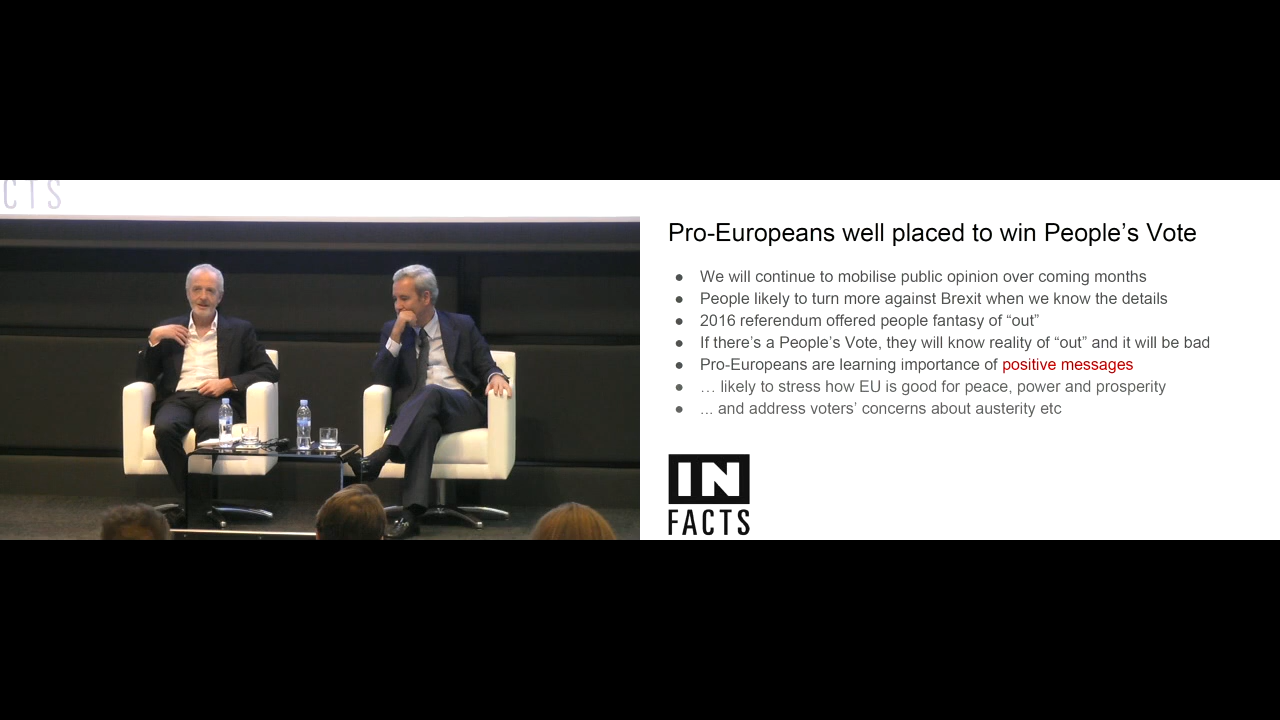 CTS
Pro-Europeans well placed to win People’s Vote
● We will continue to mobilise public opinion over coming months
● People likely to turn more against Brexit when we know the details
● 2016 referendum offered people fantasy of “out”
● If there’s a People’s Vote, they will know reality of “out” and it will be bad
● Pro-Europeans are learning importance of positive messages
● … likely to stress how EU is good for peace, power and prosperity
● ... and address voters’ concerns about austerity etc
IN
FACTS